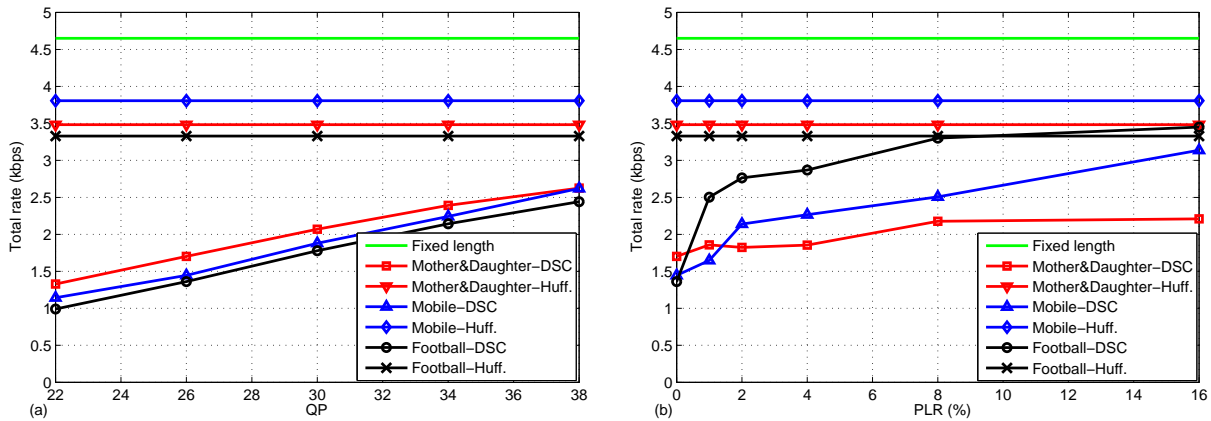 5
4.5
4
3.5
3
2.5
2
1.5
1
0.5
0
Total rate (kbps)
Fixed length
Mother&Daughter−DSC
Mother&Daughter−Huff.
Mobile−DSC
Mobile−Huff.
Football−DSC
Football−Huff.
22 24 26 28 30 32 34 36 38
(a) QP
5
4.5
4
3.5
3
2.5
2
1.5
1
0.5
0
Total rate (kbps)
Fixed length
Mother&Daughter−DSC
Mother&Daughter−Huff.
Mobile−DSC
Mobile−Huff.
Football−DSC
Football−Huff.
0 2 4 6 8 10 12 14 16
(b) PLR (%)